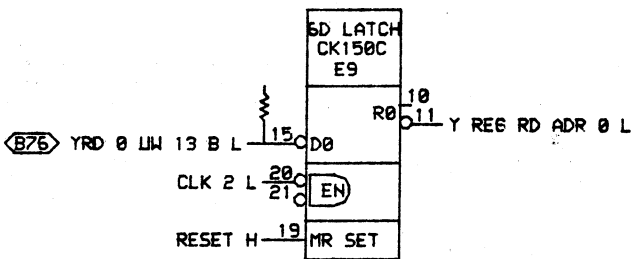 6D LATCH
CK150C
E9
10
R0
11 Y REG RD ADR 0 L
B76 YRD 0 UW 13 B L 15 D0
CLK 2 L 20
21 EN
RESET H 19 MR SET